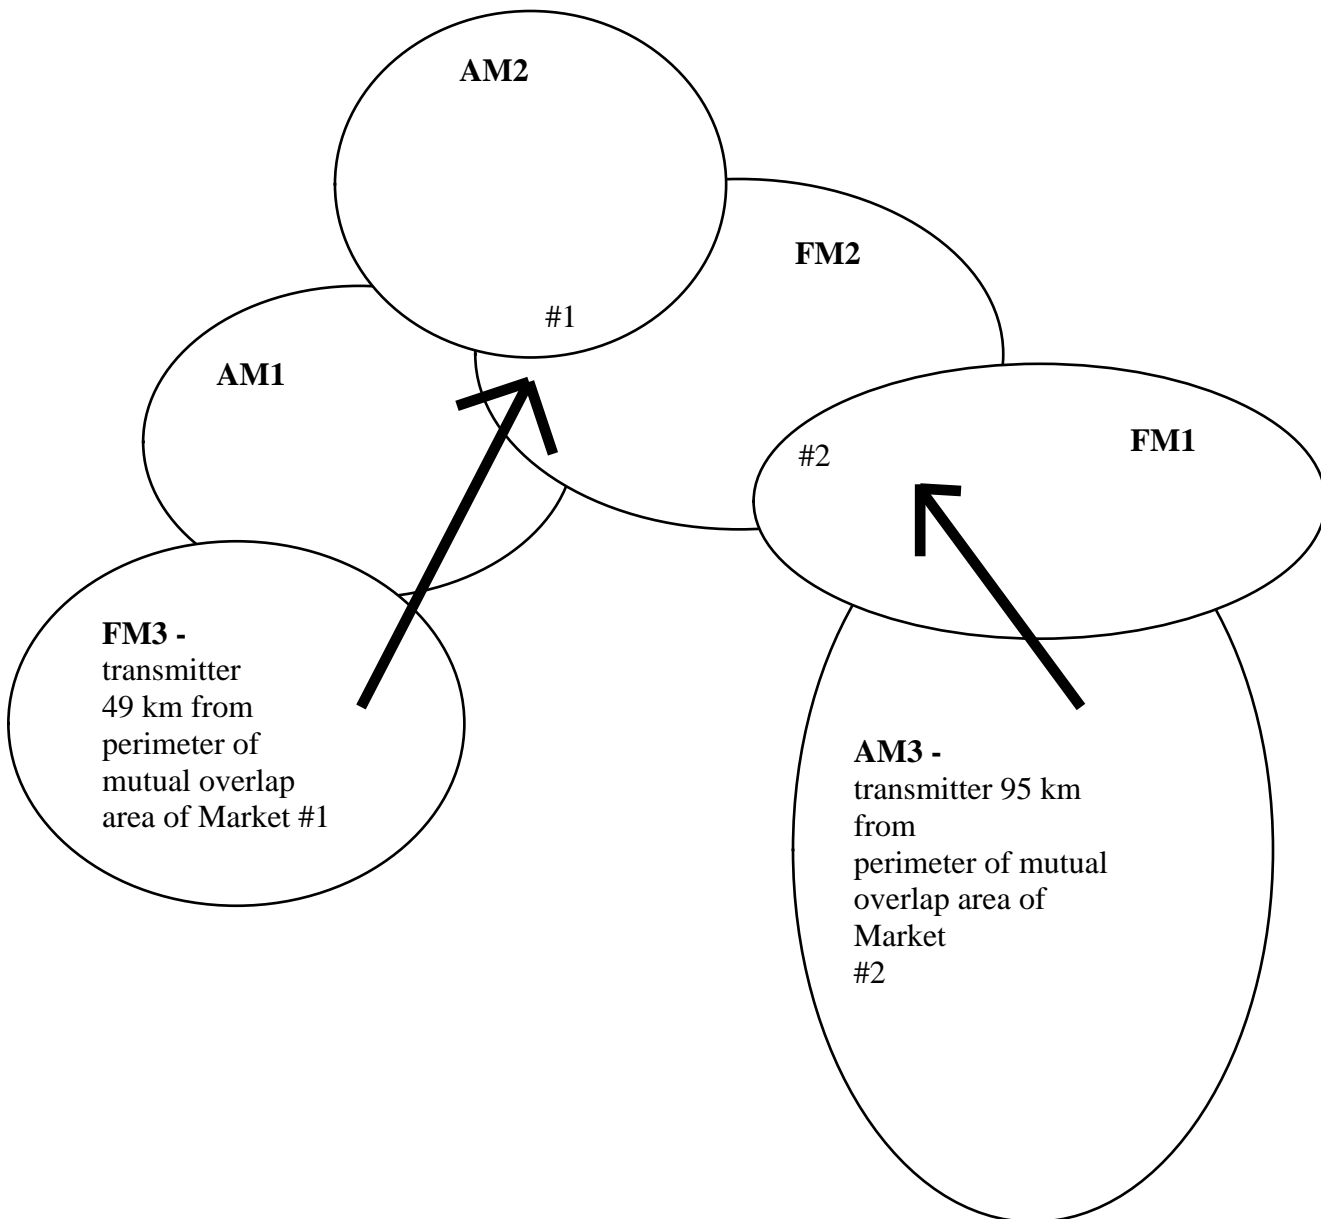 AM2
FM2
#1
AM1
FM1
#2
FM3 -
transmitter
49 km from
perimeter of
mutual overlap
area of Market #1
AM3 -
transmitter 95 km
from
perimeter of mutual
overlap area of
Market
#2